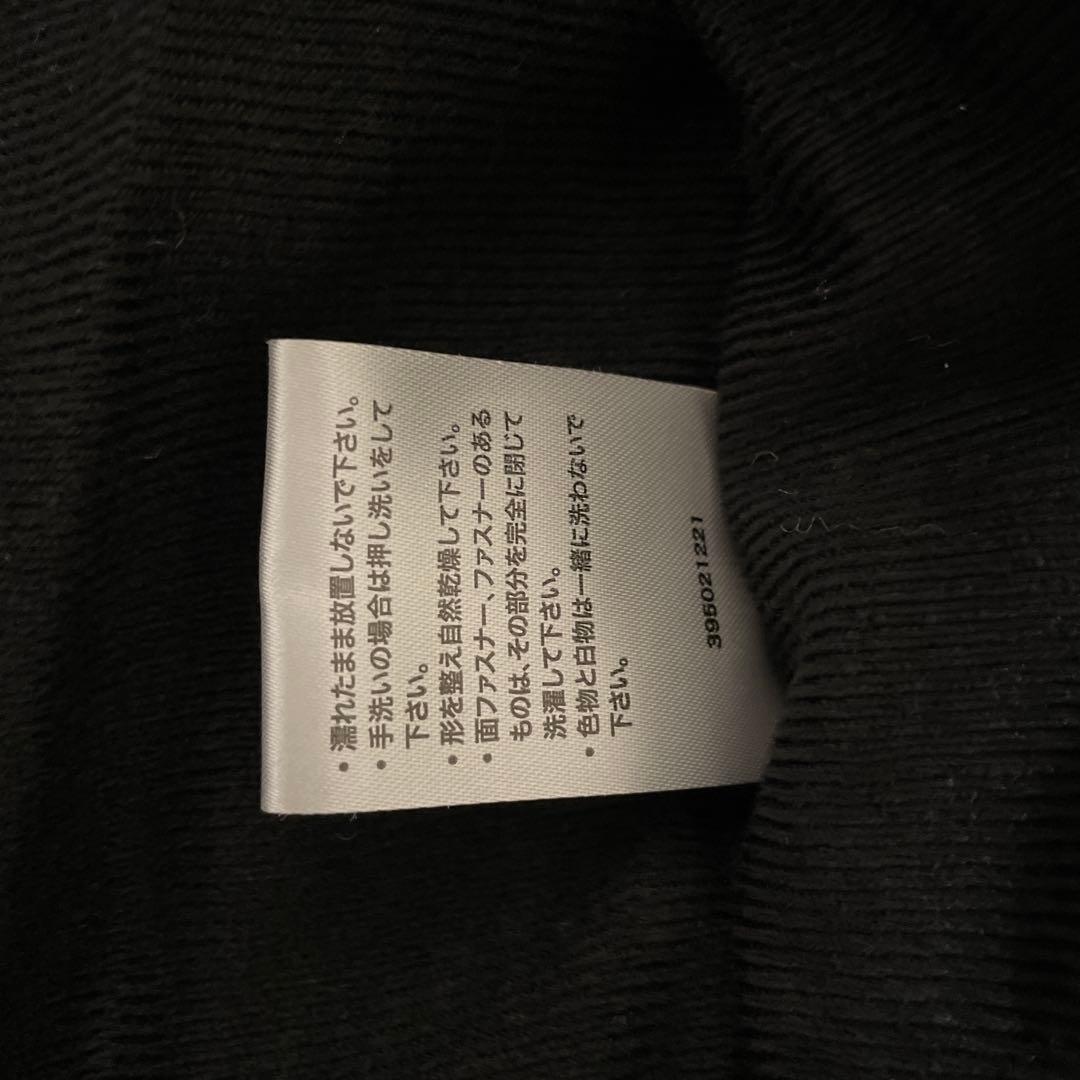 ・濡れたまま放置しないで下さい。
・手洗いの場合は押し洗いをして
下さい。
・形を整え自然乾燥して下さい。
・面ファスナー、ファスナーのある
ものは、その部分を完全に閉じて
洗濯して下さい。
・色物と白物は一緒に洗わないで
下さい。
395021221